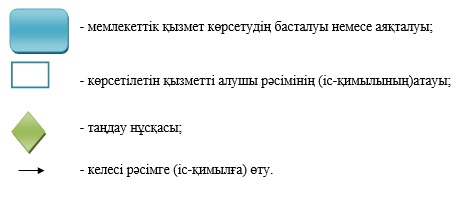 - мемлекеттік қызмет көрсетудің басталуы немесе аяқталуы;
- көрсетілетін қызметті алушы рәсімінің (іс-қимылының)атауы;
- таңдау нұсқасы;
- келесі рәсімге (іс-қимылға) өту.